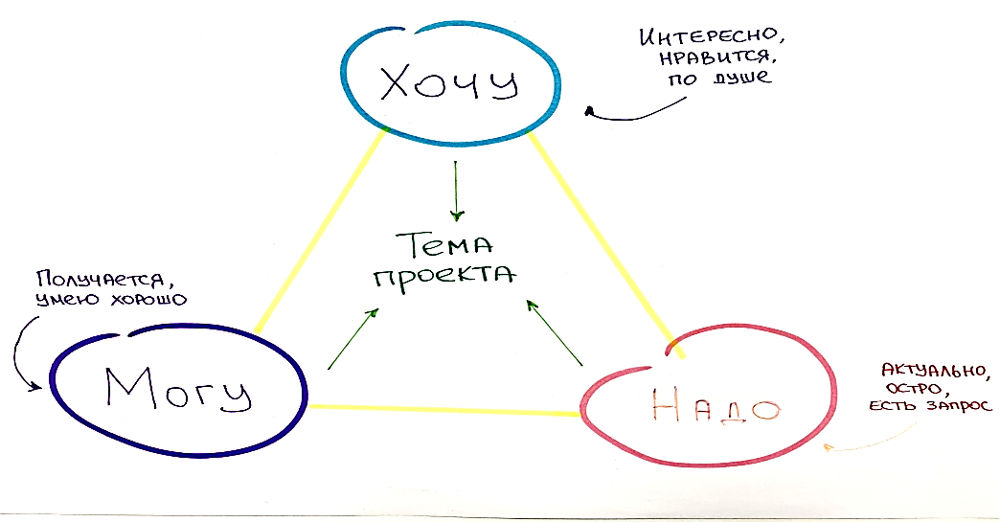 Хочу
Интересно,
нравится,
по душе
Тема
проекта
Получается,
умею хорошо
Могу
Надо
актуально,
остро,
есть запрос